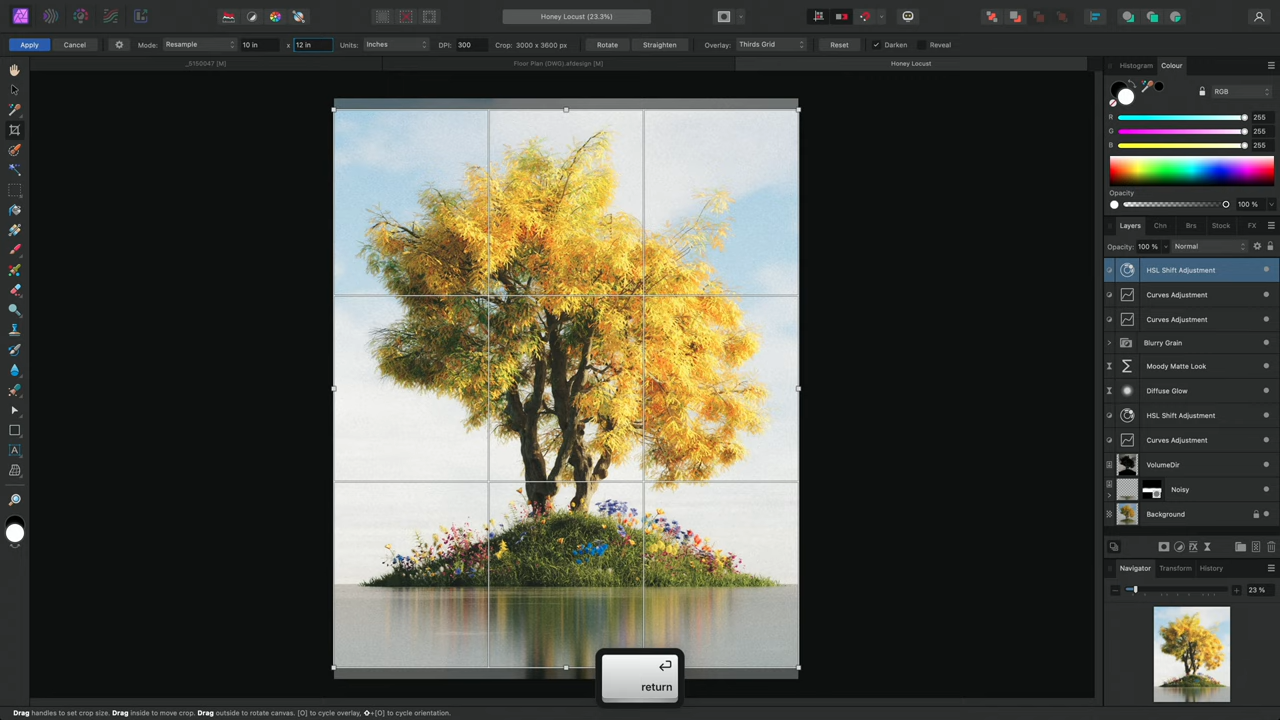 Honey Locust (23.3%)
Apply Cancel Mode: Resample 10 in x 12 in Units: Inches DPI: 300 Crop: 3000 x 3600 px Rotate Straighten Overlay: Thirds Grid Reset Darken Reveal
_5150047 [M] Floor Plan (DWG).afdesign [M] Honey Locust
Histogram Colour
RGB
R 255
G 255
B 255
Opacity
100 %
Layers Chn Brs Stock FX
Opacity: 100 % Normal
HSL Shift Adjustment
Curves Adjustment
Curves Adjustment
Blurry Grain
Moody Matte Look
Diffuse Glow
HSL Shift Adjustment
Curves Adjustment
VolumeDir
Noisy
Background
Navigator Transform History
23 %
return
Drag handles to set crop size. Drag inside to move crop. Drag outside to rotate canvas. [O] to cycle overlay, ⇧+[O] to cycle orientation.